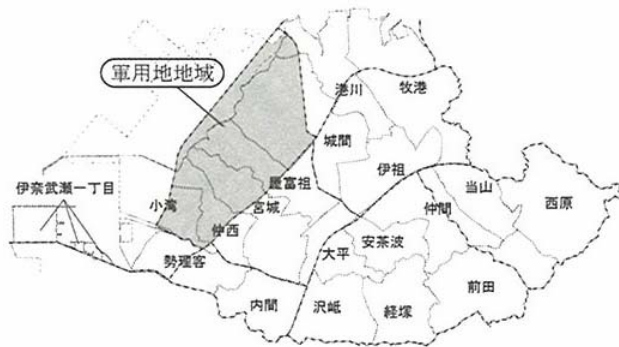 軍用地地域
港川
牧港
城間
伊祖
屋富祖
当山
伊奈武瀬一丁目
小湾
宮城
仲間
西原
仲西
大平
安茶波
勢理客
前田
内間
沢岻
経塚